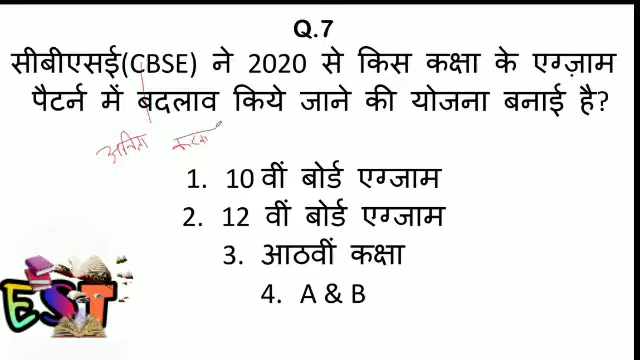 Q.7
सीबीएसई(CBSE) ने 2020 से किस कक्षा के एग्ज़ाम
पैटर्न में बदलाव किये जाने की योजना बनाई है?
1. 10 वीं बोर्ड एग्जाम
2. 12 वीं बोर्ड एग्जाम
3. आठवीं कक्षा
4. A & B
EST